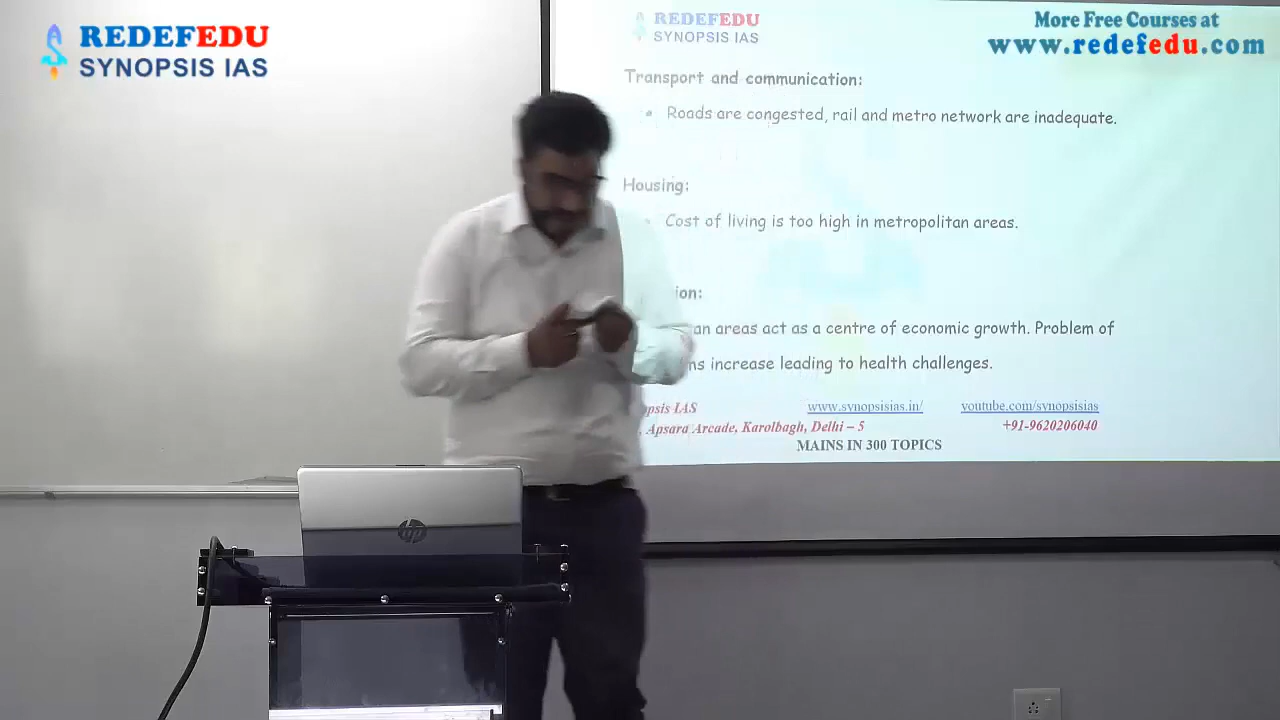 REDEFEDU
SYNOPSIS IAS
REDEFEDU
SYNOPSIS IAS
More Free Courses at
www.redefedu.com
Transport and communication:
• Roads are congested, rail and metro network are inadequate.
Housing:
• Cost of living is too high in metropolitan areas.
areas act as a centre of economic growth. Problem of
increase leading to health challenges.
IAS
www.synopsisias.in/
youtube.com/synopsisias
, Apsara Arcade, Karolbagh, Delhi – 5
+91-9620206040
MAINS IN 300 TOPICS
hp